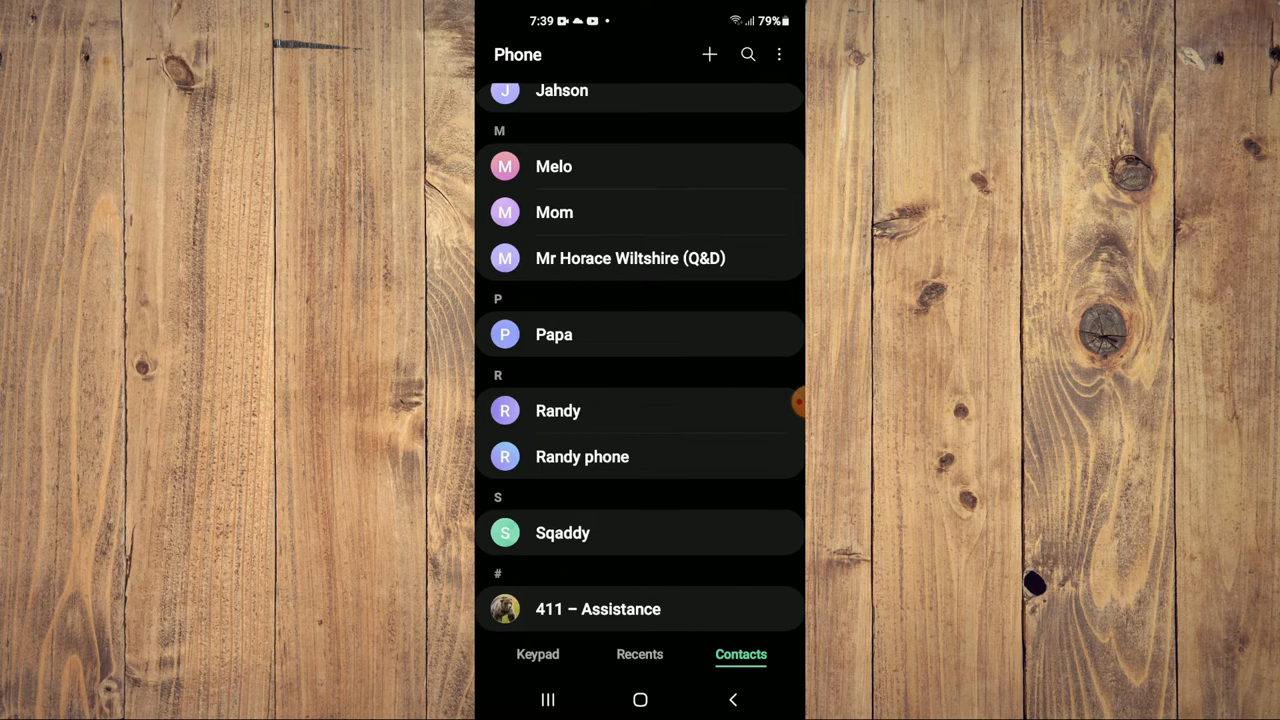 7:39 79%
Phone
J Jahson
M
M Melo
M Mom
M Mr Horace Wiltshire (Q&D)
P
P Papa
R
R Randy
R Randy phone
S
S Sqaddy
#
411 – Assistance
Keypad Recents Contacts